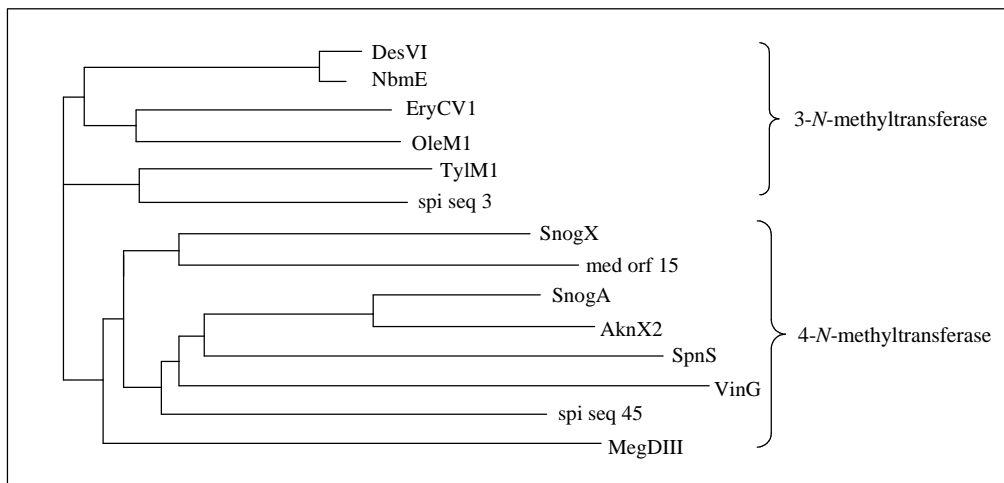 DesVI
NbmE
EryCV1
OleM1
TylM1
spi seq 3
3-N-methyltransferase
SnogX
med orf 15
SnogA
AknX2
SpnS
VinG
spi seq 45
MegDIII
4-N-methyltransferase